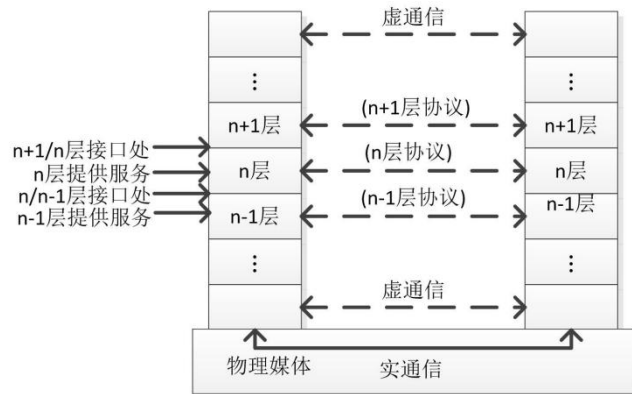 虚通信
⋮
⋮
n+1层
(n+1层协议)
n+1层
n+1/n层接口处
n层提供服务
n层
(n层协议)
n层
n/n-1层接口处
n-1层提供服务
n-1层
(n-1层协议)
n-1层
⋮
⋮
虚通信
物理媒体
实通信